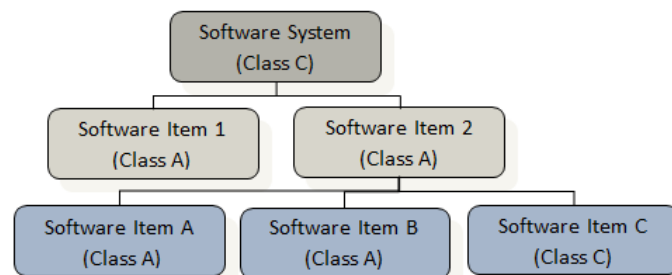 Software System
(Class C)
Software Item 1
(Class A)
Software Item 2
(Class A)
Software Item A
(Class A)
Software Item B
(Class A)
Software Item C
(Class C)